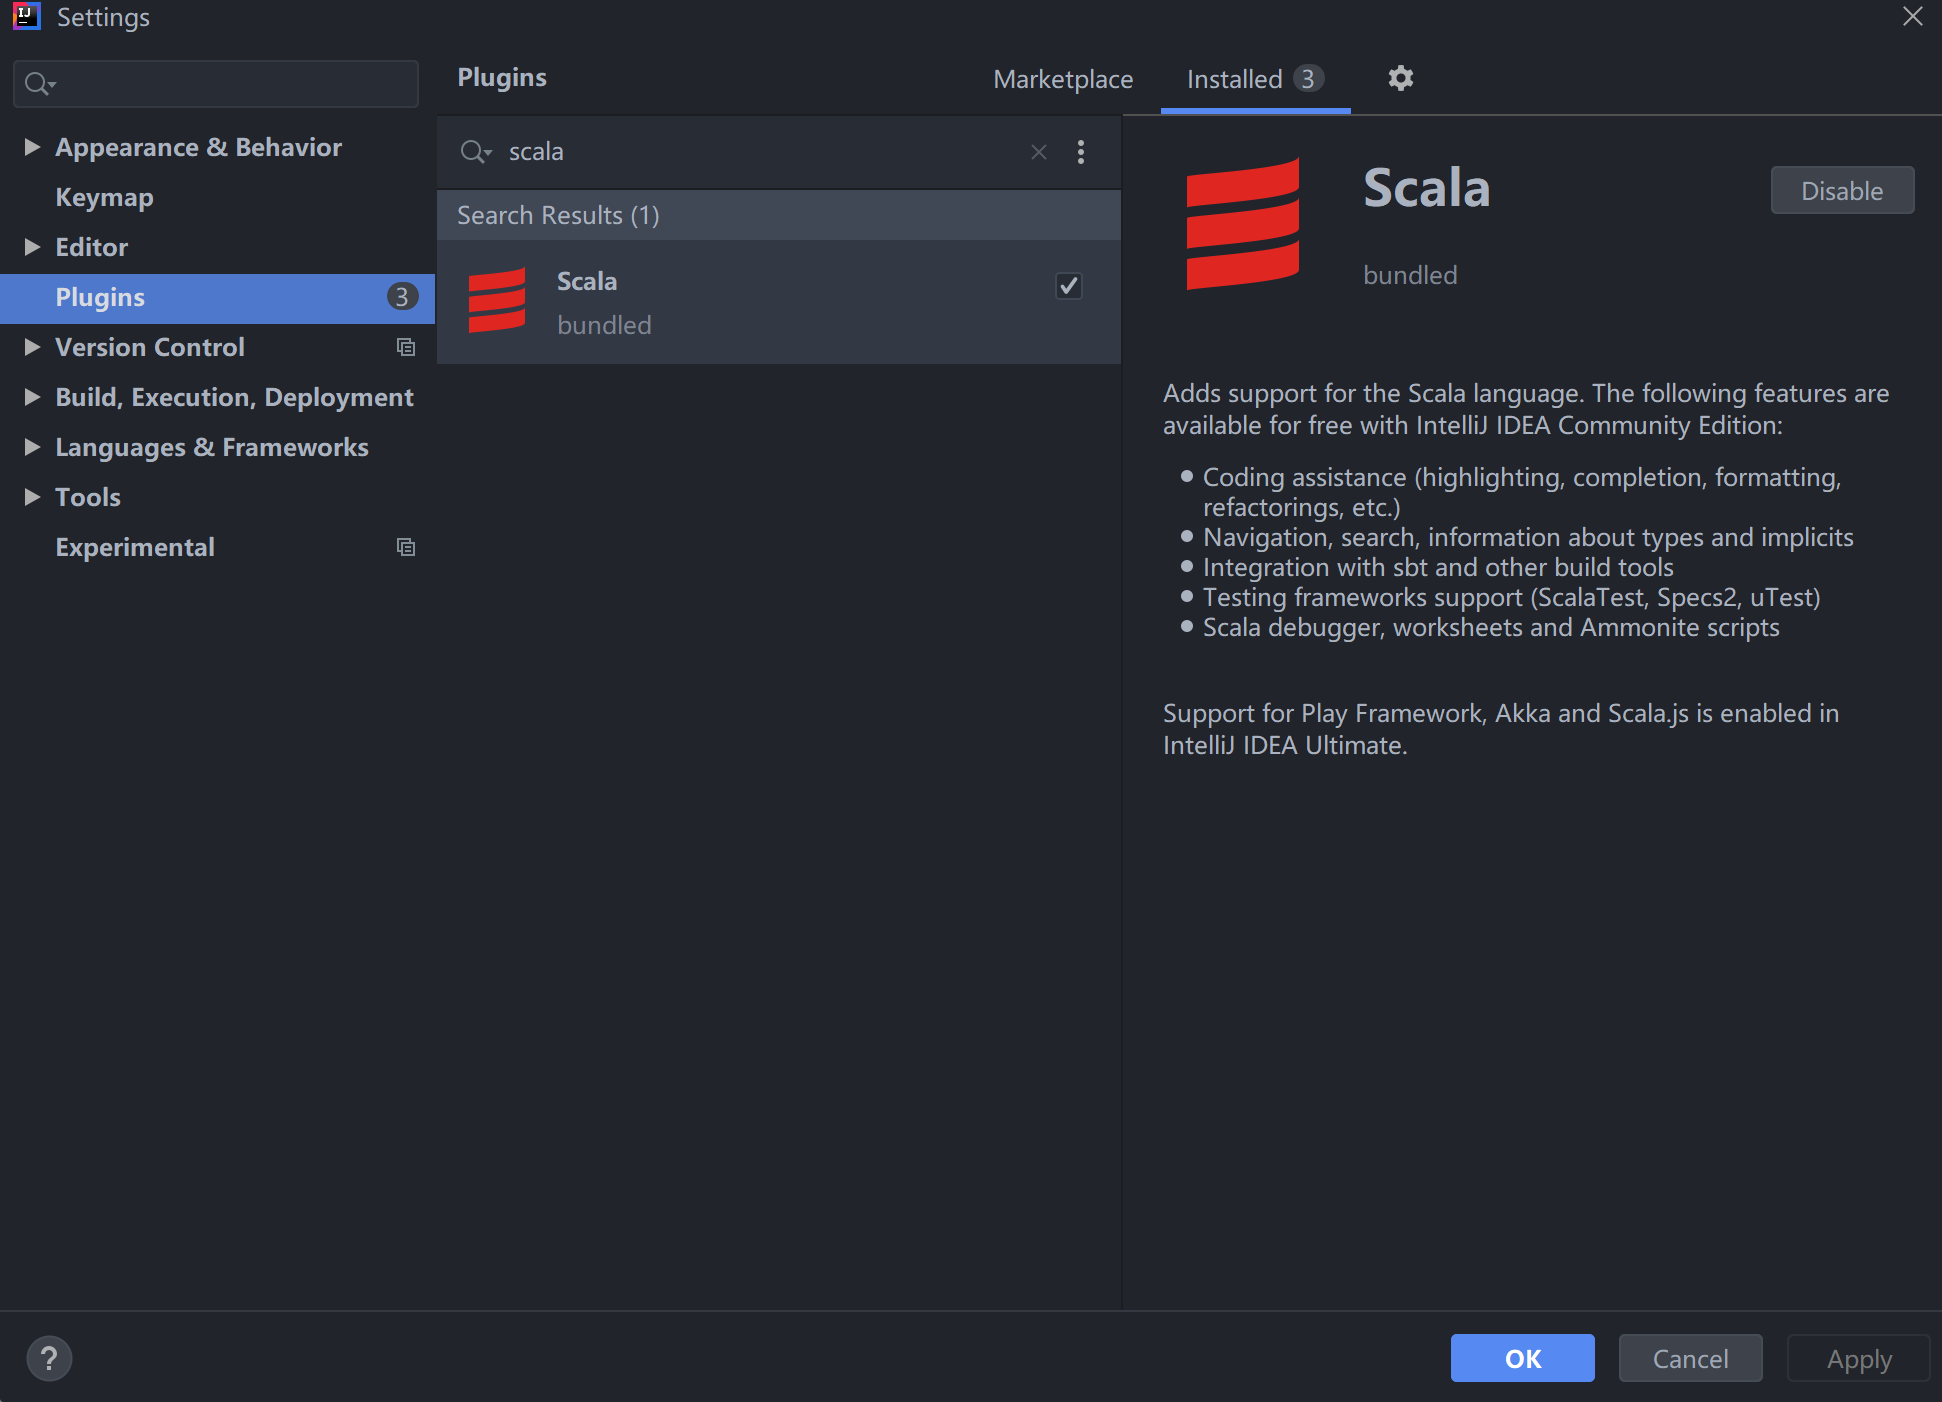 IJ
Settings
Plugins
Marketplace
Installed 3
Appearance & Behavior
Keymap
Editor
Plugins 3
Version Control
Build, Execution, Deployment
Languages & Frameworks
Tools
Experimental
scala
Search Results (1)
Scala
bundled
Scala
Disable
bundled
Adds support for the Scala language. The following features are
available for free with IntelliJ IDEA Community Edition:
Coding assistance (highlighting, completion, formatting,
refactorings, etc.)
Navigation, search, information about types and implicits
Integration with sbt and other build tools
Testing frameworks support (ScalaTest, Specs2, uTest)
Scala debugger, worksheets and Ammonite scripts
Support for Play Framework, Akka and Scala.js is enabled in
IntelliJ IDEA Ultimate.
?
OK
Cancel
Apply